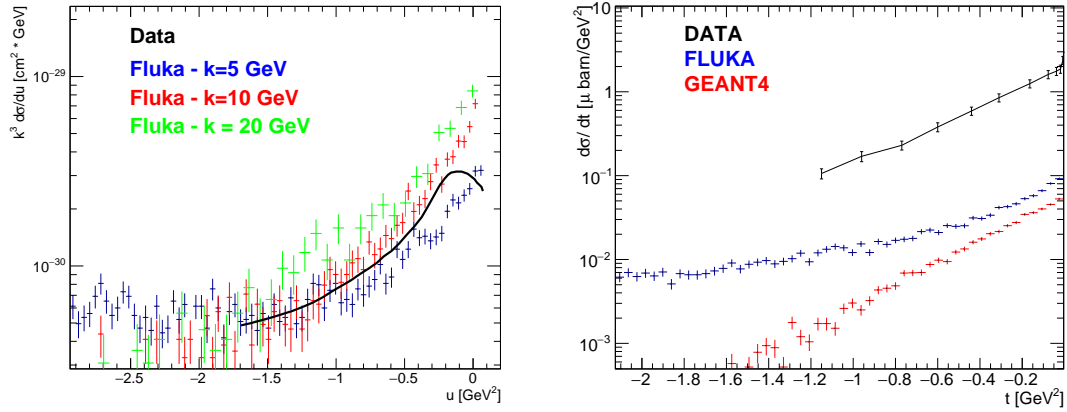 k³ dσ/du [cm² * GeV]
10⁻²⁹
10⁻³⁰
Data
Fluka - k=5 GeV
Fluka - k=10 GeV
Fluka - k = 20 GeV
−2.5 −2 −1.5 −1 −0.5 0
u [GeV²]
dσ/ dt [μ barn/GeV²]
10
1
10⁻¹
10⁻²
10⁻³
DATA
FLUKA
GEANT4
−2 −1.8 −1.6 −1.4 −1.2 −1 −0.8 −0.6 −0.4 −0.2
t [GeV²]